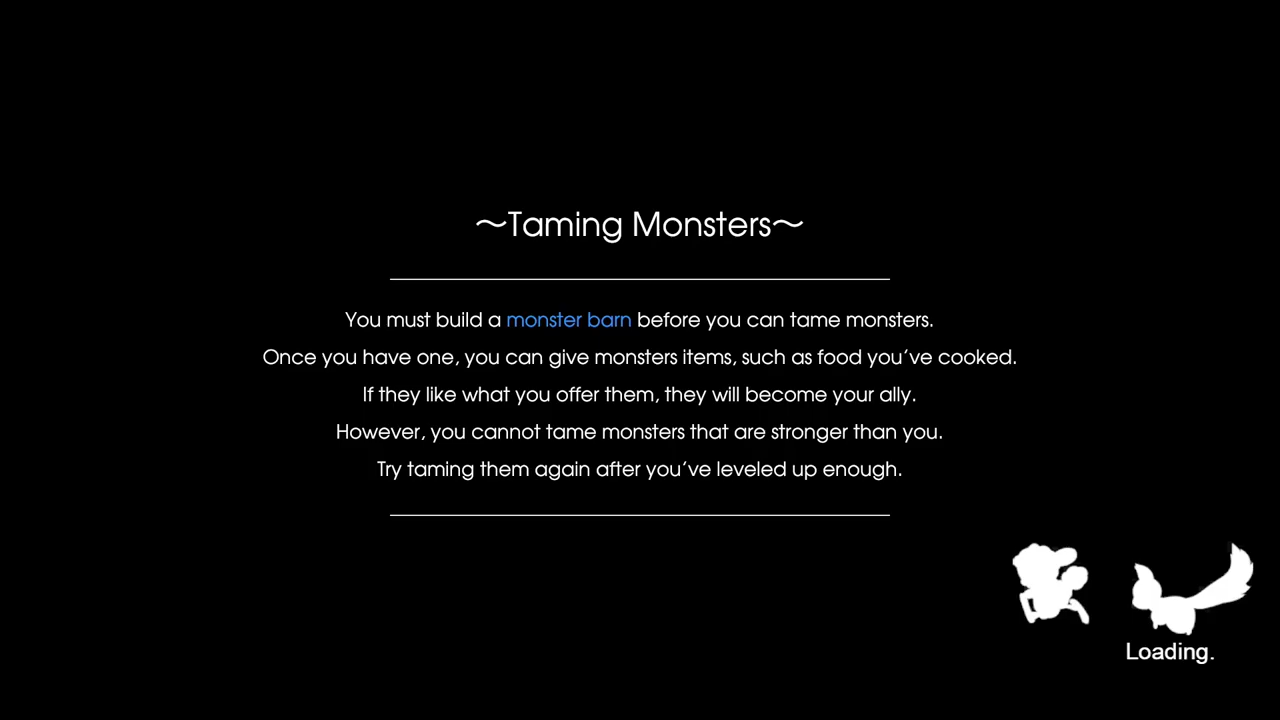 〜Taming Monsters〜
You must build a monster barn before you can tame monsters.
Once you have one, you can give monsters items, such as food you’ve cooked.
If they like what you offer them, they will become your ally.
However, you cannot tame monsters that are stronger than you.
Try taming them again after you’ve leveled up enough.
Loading.